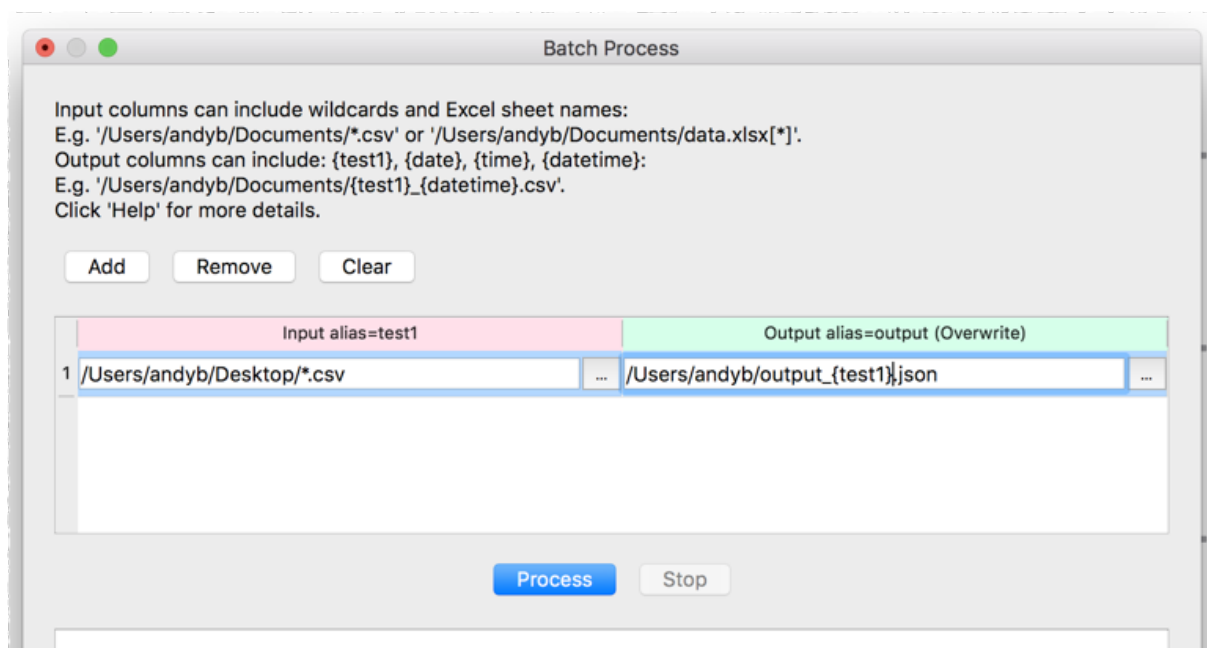 Batch Process
Input columns can include wildcards and Excel sheet names:
E.g. '/Users/andyb/Documents/*.csv' or '/Users/andyb/Documents/data.xlsx[*]'.
Output columns can include: {test1}, {date}, {time}, {datetime}:
E.g. '/Users/andyb/Documents/{test1}_{datetime}.csv'.
Click 'Help' for more details.
Add Remove Clear
Input alias=test1 Output alias=output (Overwrite)
1 /Users/andyb/Desktop/*.csv ... /Users/andyb/output_{test1}.json ...
Process Stop